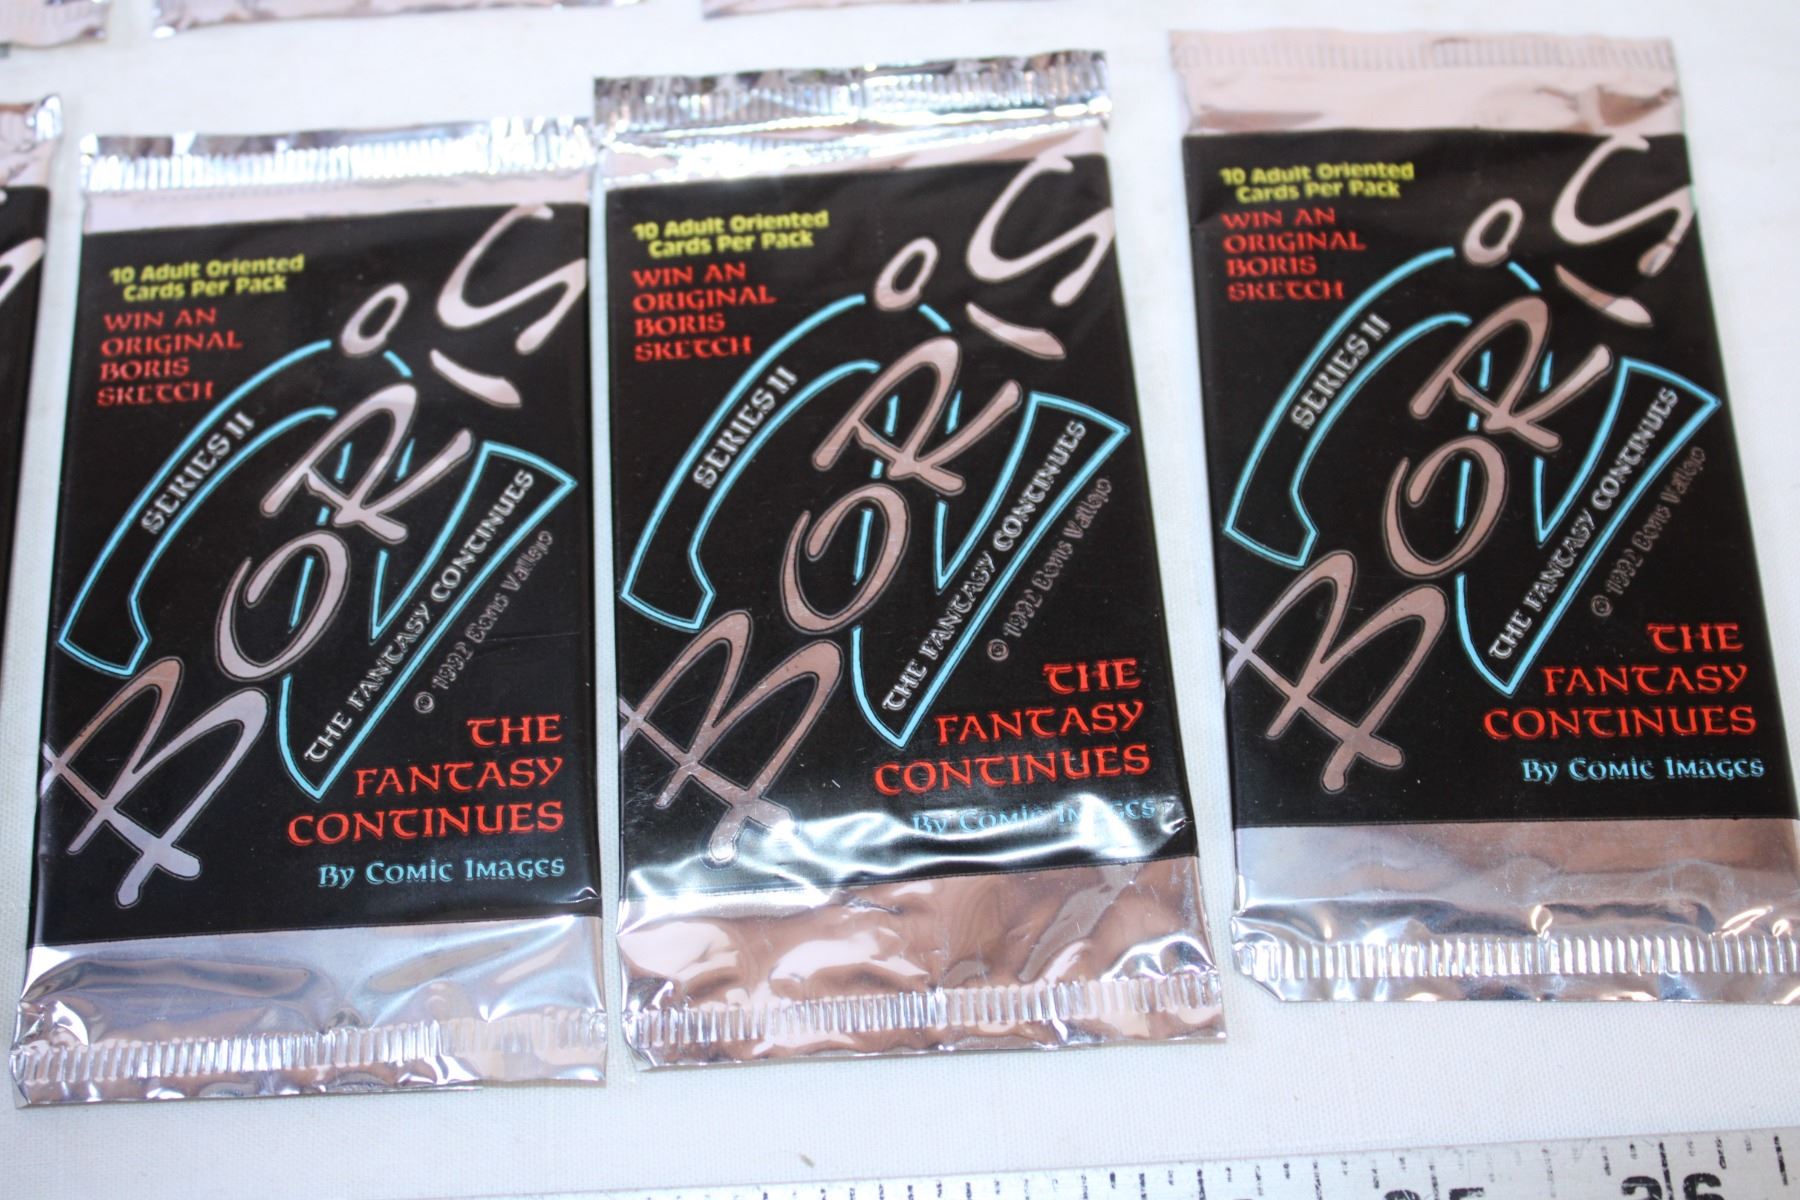 10 Adult Oriented
Cards Per Pack
WIN AN
ORIGINAL
BORIS
SKETCH
SERIES II
BORIS
THE FANTASY CONTINUES
© 1992 Boris Vallejo
THE
FANTASY
CONTINUES
By Comic Images
10 Adult Oriented
Cards Per Pack
WIN AN
ORIGINAL
BORIS
SKETCH
SERIES II
BORIS
THE FANTASY CONTINUES
© 1992 Boris Vallejo
THE
FANTASY
CONTINUES
By Comic Images
10 Adult Oriented
Cards Per Pack
WIN AN
ORIGINAL
BORIS
SKETCH
SERIES II
BORIS
THE FANTASY CONTINUES
© 1992 Boris Vallejo
THE
FANTASY
CONTINUES
By Comic Images